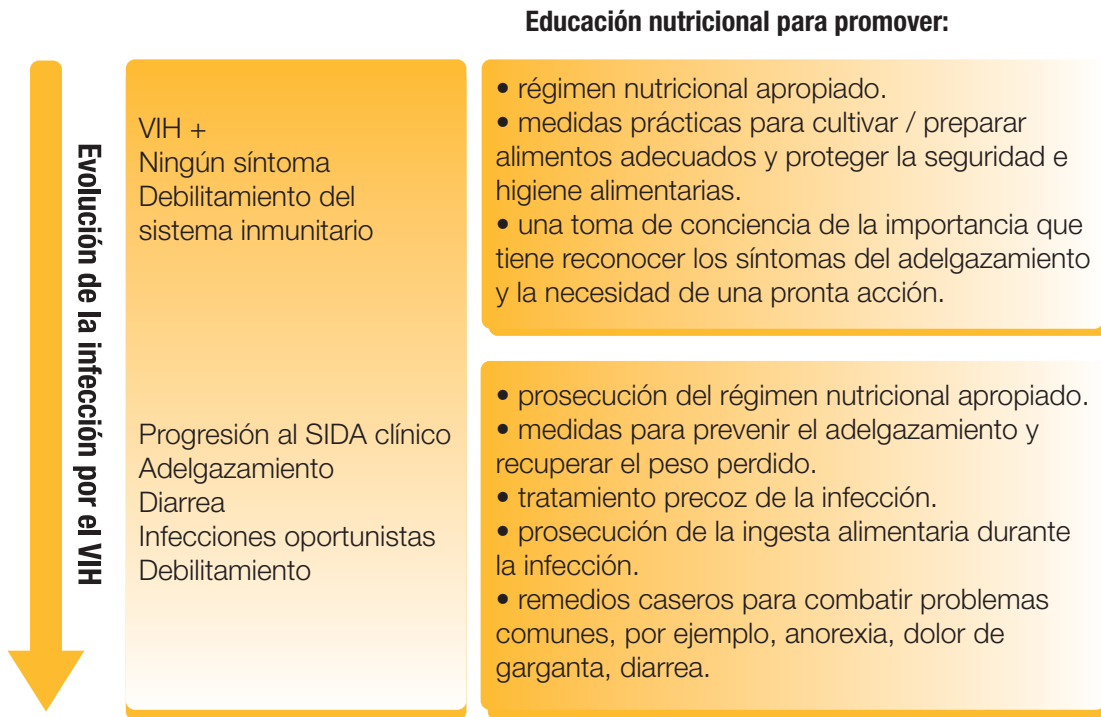 Educación nutricional para promover:
Evolución de la infección por el VIH
VIH +
Ningún síntoma
Debilitamiento del
sistema inmunitario
• régimen nutricional apropiado.
• medidas prácticas para cultivar / preparar
alimentos adecuados y proteger la seguridad e
higiene alimentarias.
• una toma de conciencia de la importancia que
tiene reconocer los síntomas del adelgazamiento
y la necesidad de una pronta acción.
Progresión al SIDA clínico
Adelgazamiento
Diarrea
Infecciones oportunistas
Debilitamiento
• prosecución del régimen nutricional apropiado.
• medidas para prevenir el adelgazamiento y
recuperar el peso perdido.
• tratamiento precoz de la infección.
• prosecución de la ingesta alimentaria durante
la infección.
• remedios caseros para combatir problemas
comunes, por ejemplo, anorexia, dolor de
garganta, diarrea.